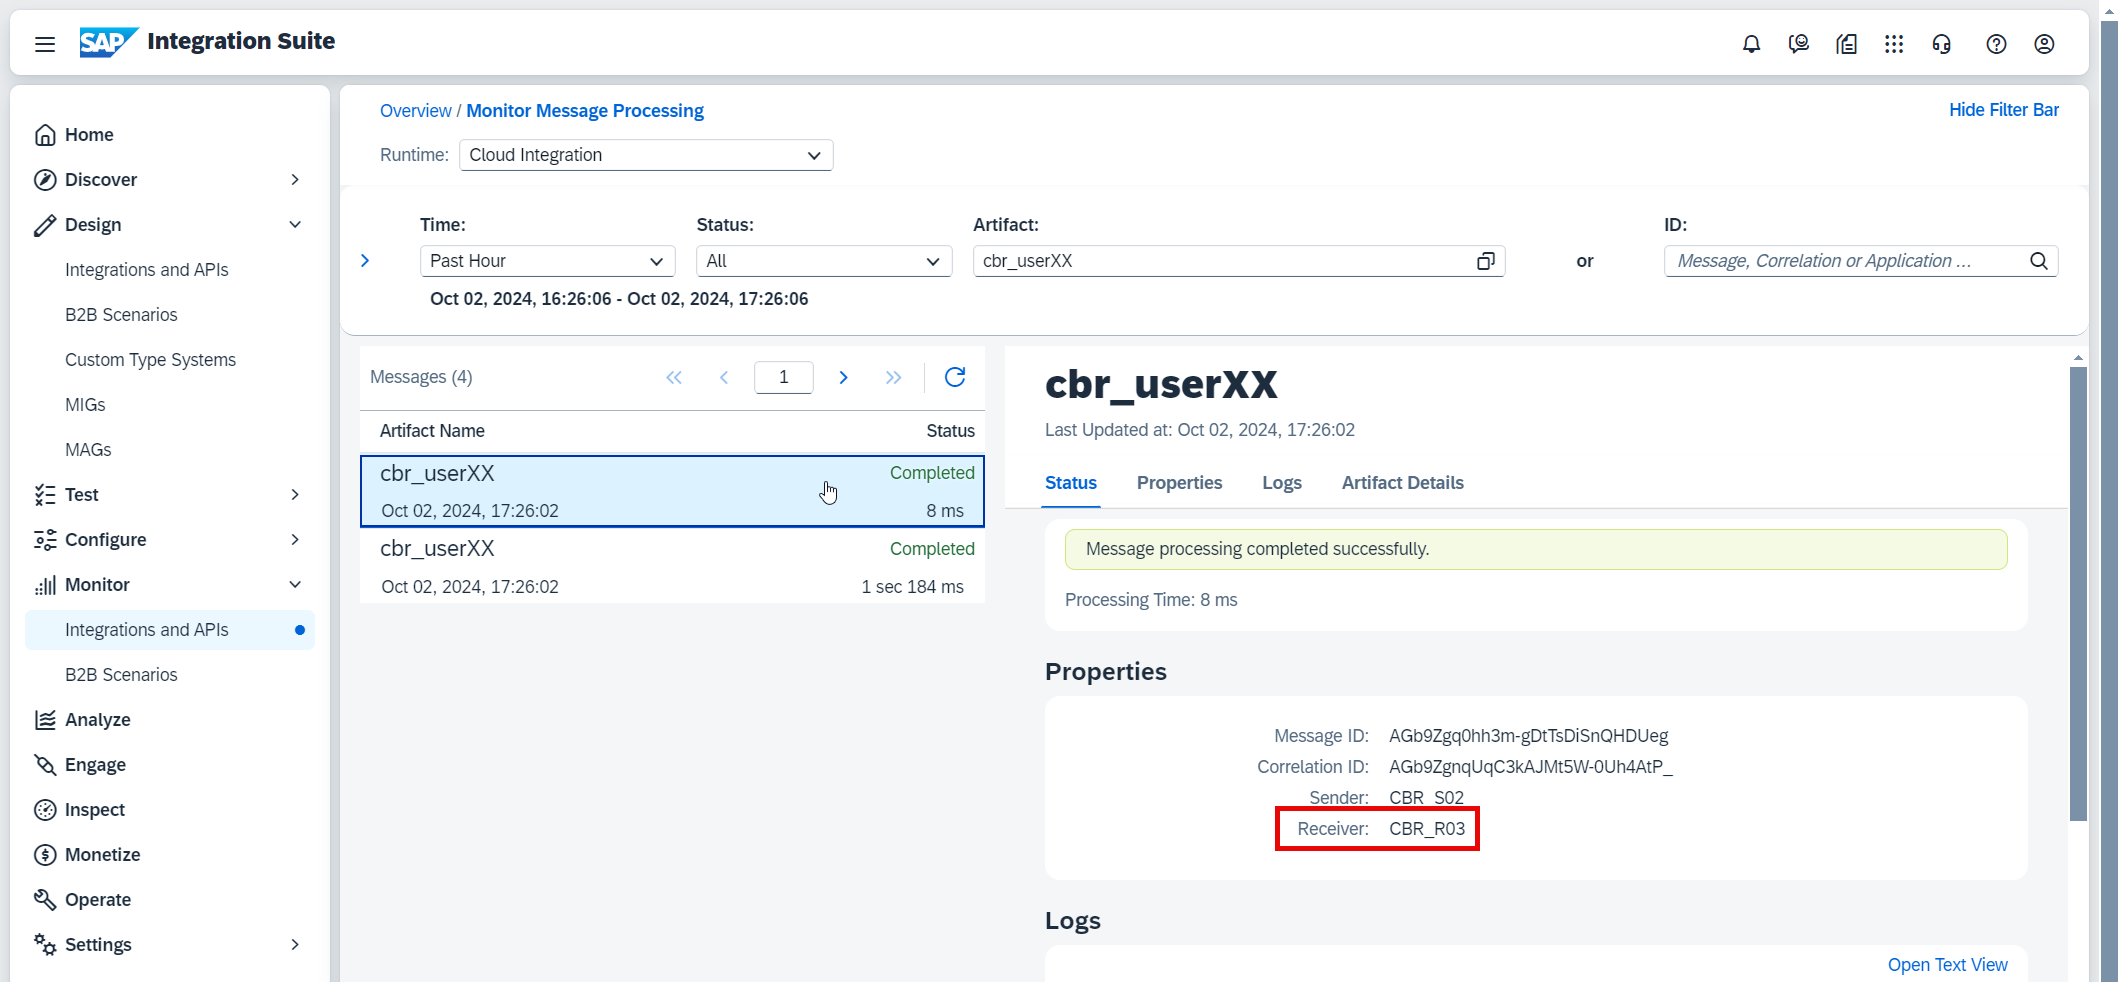 SAP Integration Suite
Home
Discover
Design
Integrations and APIs
B2B Scenarios
Custom Type Systems
MIGs
MAGs
Test
Configure
Monitor
Integrations and APIs
B2B Scenarios
Analyze
Engage
Inspect
Monetize
Operate
Settings
Overview / Monitor Message Processing
Hide Filter Bar
Runtime: Cloud Integration
Time: Status: Artifact: ID:
Past Hour All cbr_userXX or Message, Correlation or Application ...
Oct 02, 2024, 16:26:06 - Oct 02, 2024, 17:26:06
Messages (4) 1
Artifact Name Status
cbr_userXX Completed
Oct 02, 2024, 17:26:02 8 ms
cbr_userXX Completed
Oct 02, 2024, 17:26:02 1 sec 184 ms
cbr_userXX
Last Updated at: Oct 02, 2024, 17:26:02
Status Properties Logs Artifact Details
Message processing completed successfully.
Processing Time: 8 ms
Properties
Message ID: AGb9Zgq0hh3m-gDtTsDiSnQHDUeg
Correlation ID: AGb9ZgnqUqC3kAJMt5W-0Uh4AtP_
Sender: CBR_S02
Receiver: CBR_R03
Logs
Open Text View